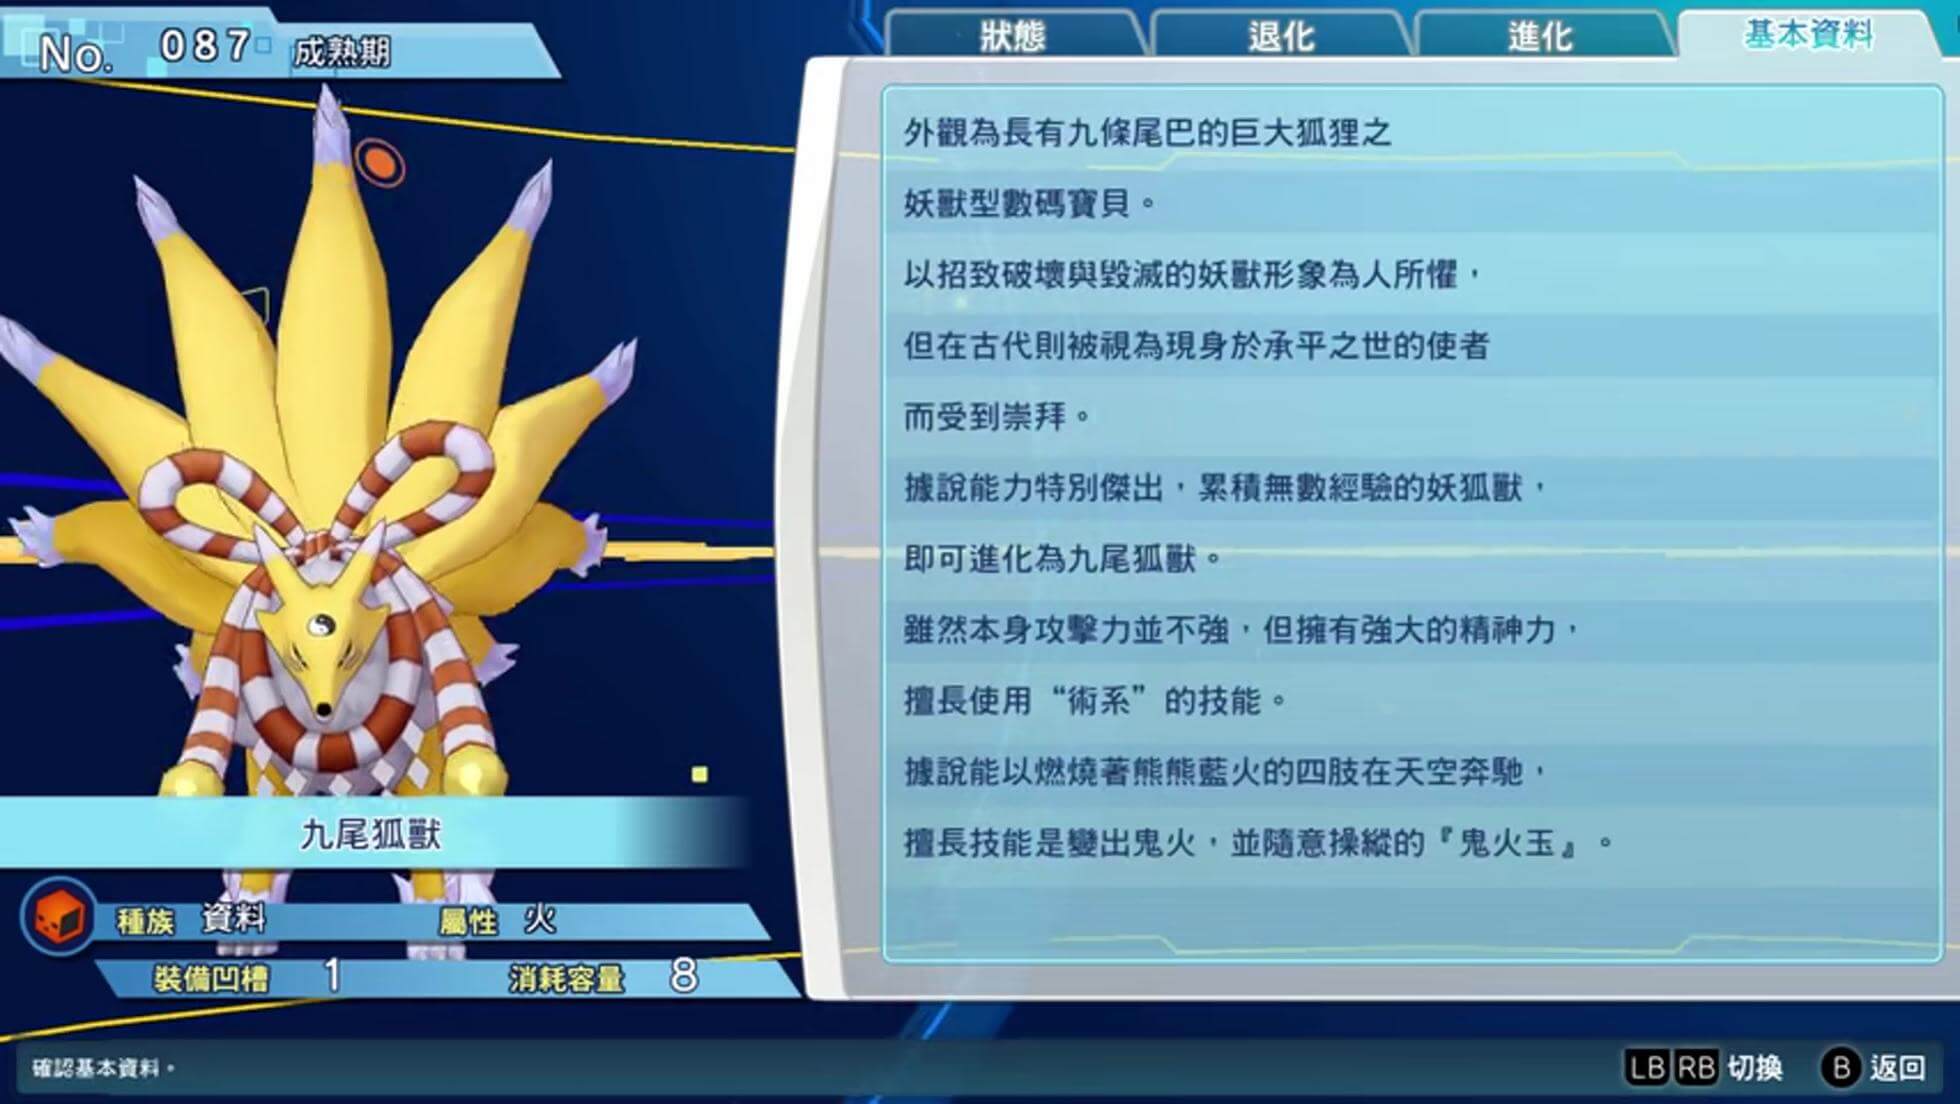 No. 087 成熟期
狀態 退化 進化 基本資料
外觀為長有九條尾巴的巨大狐狸之
妖獸型數碼寶貝。
以招致破壞與毀滅的妖獸形象為人所懼，
但在古代則被視為現身於承平之世的使者
而受到崇拜。
據說能力特別傑出，累積無數經驗的妖狐獸，
即可進化為九尾狐獸。
雖然本身攻擊力並不強，但擁有強大的精神力，
擅長使用“術系”的技能。
據說能以燃燒著熊熊藍火的四肢在天空奔馳，
擅長技能是變出鬼火，並隨意操縱的『鬼火玉』。
九尾狐獸
種族 資料 屬性 火
裝備凹槽 1 消耗容量 8
確認基本資料。
LB RB 切換 B 返回